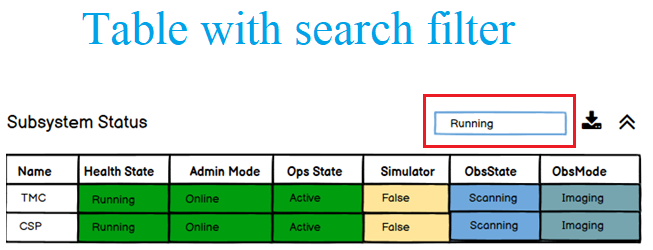 Table with search filter
Subsystem Status Running
Name Health State Admin Mode Ops State Simulator ObsState ObsMode
TMC Running Online Active False Scanning Imaging
CSP Running Online Active False Scanning Imaging